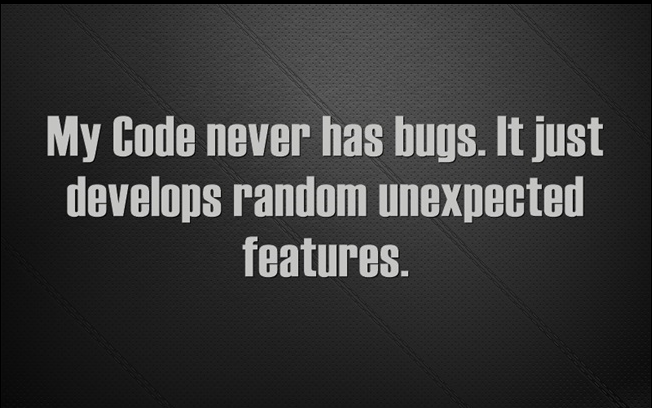 My Code never has bugs. It just
develops random unexpected
features.